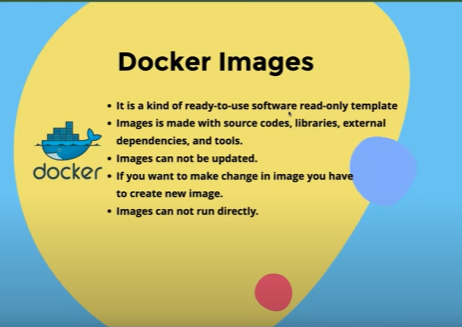 Docker Images
• It is a kind of ready-to-use software read-only template
• Images is made with source codes, libraries, external
dependencies, and tools.
• Images can not be updated.
• If you want to make change in image you have
to create new image.
• Images can not run directly.
docker